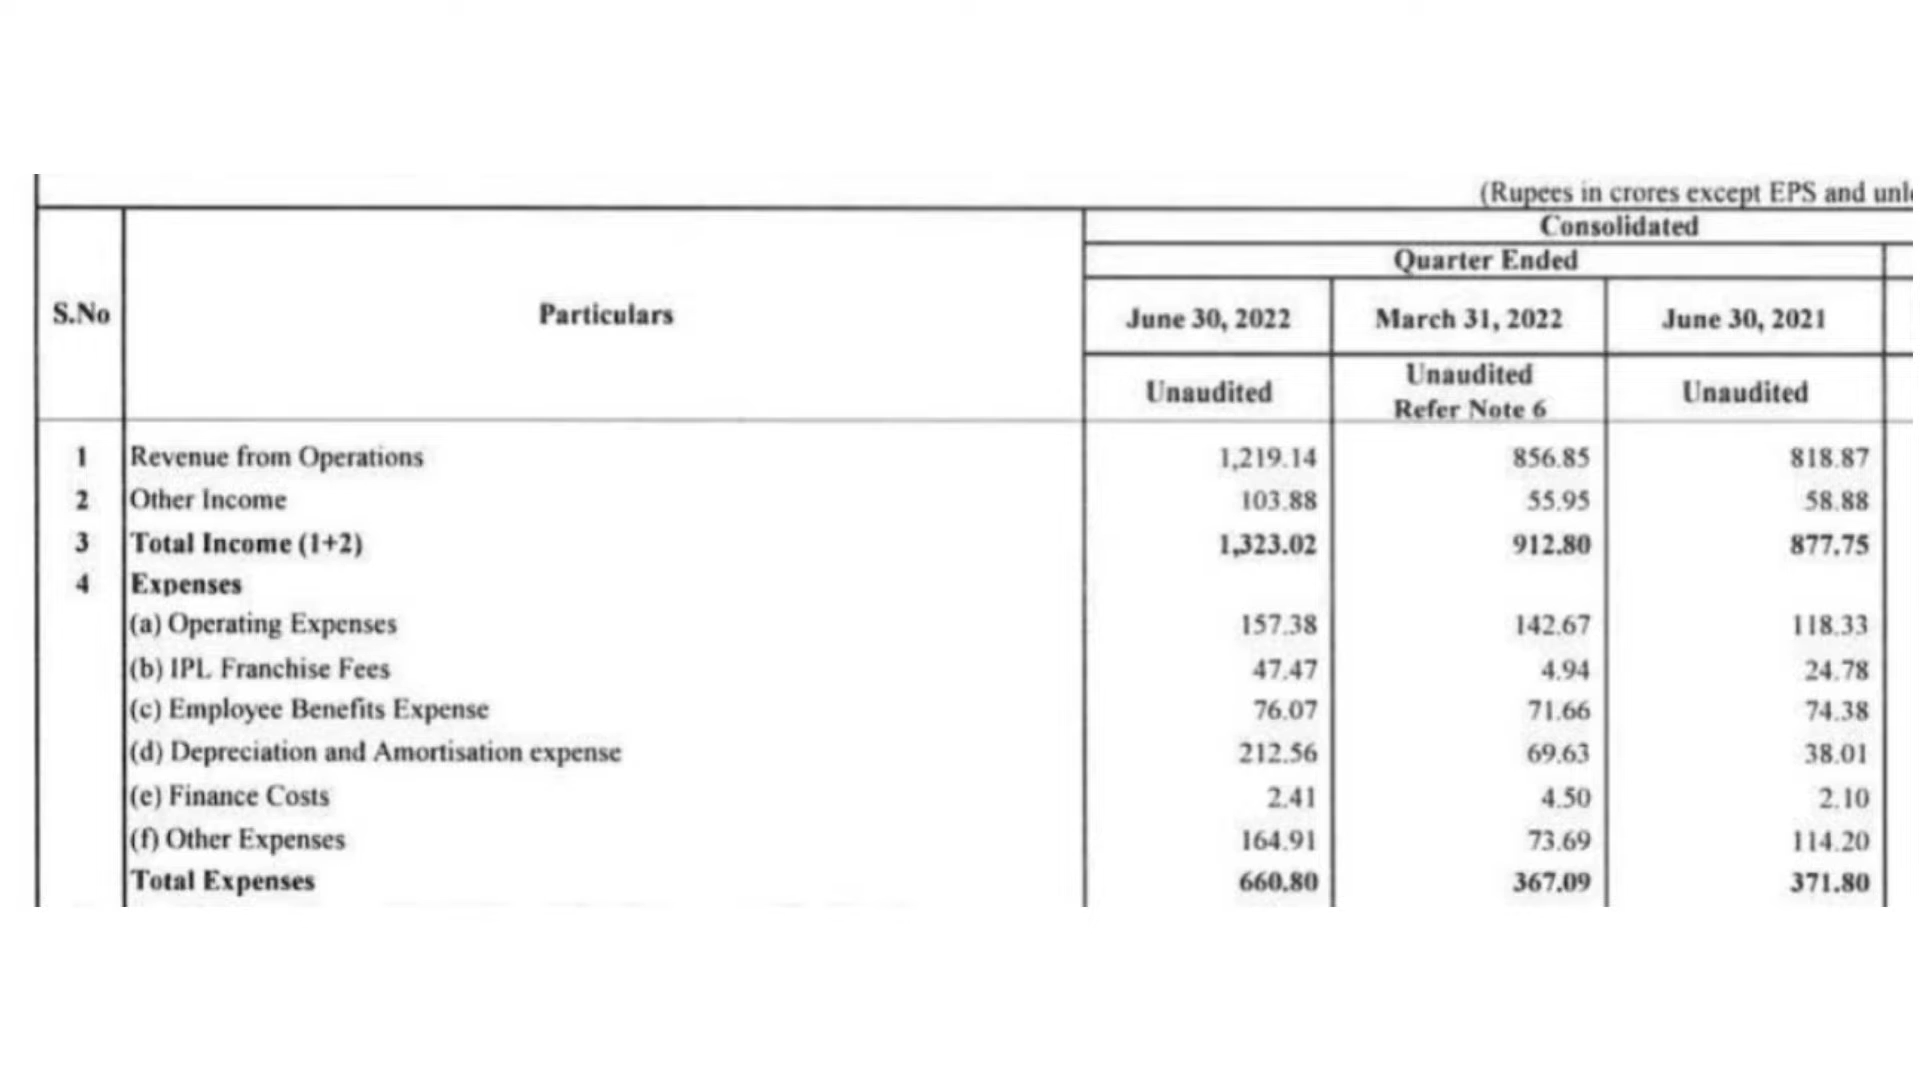 (Rupees in crores except EPS and
Consolidated
Quarter Ended
S.No Particulars June 30, 2022 March 31, 2022 June 30, 2021
Unaudited Unaudited Refer Note 6 Unaudited
1 Revenue from Operations 1,219.14 856.85 818.87
2 Other Income 103.88 55.95 58.88
3 Total Income (1+2) 1,323.02 912.80 877.75
4 Expenses
(a) Operating Expenses 157.38 142.67 118.33
(b) IPL Franchise Fees 47.47 4.94 24.78
(c) Employee Benefits Expense 76.07 71.66 74.38
(d) Depreciation and Amortisation expense 212.56 69.63 38.01
(e) Finance Costs 2.41 4.50 2.10
(f) Other Expenses 164.91 73.69 114.20
Total Expenses 660.80 367.09 371.80